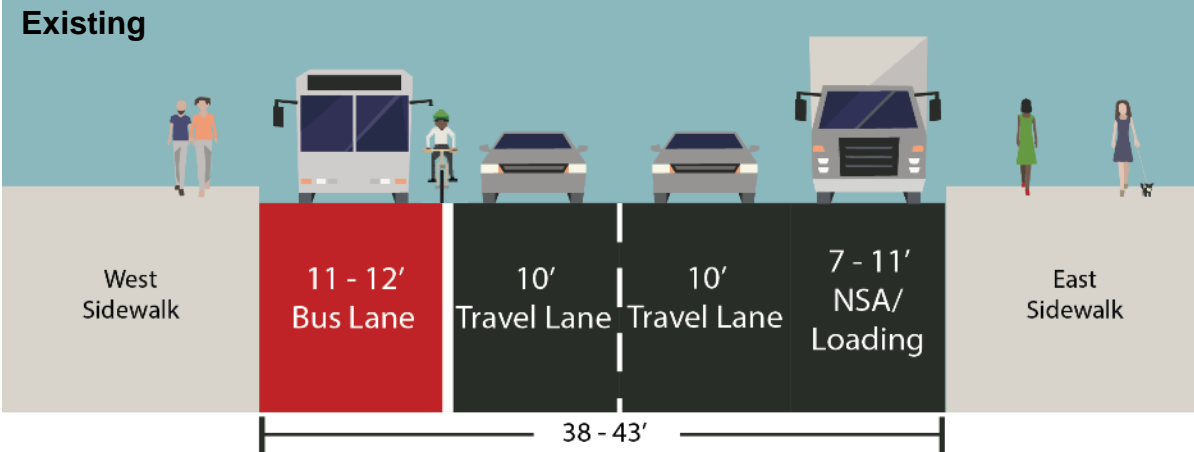 Existing
West
Sidewalk
11 - 12’
Bus Lane
10’
Travel Lane
10’
Travel Lane
7 - 11’
NSA/
Loading
East
Sidewalk
38 - 43’